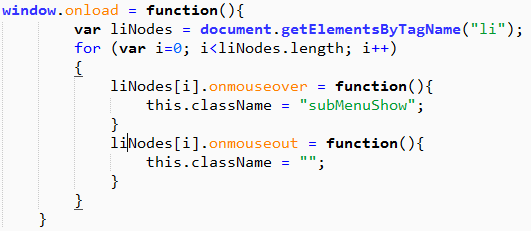 window.onload = function(){
var liNodes = document.getElementsByTagName("li");
for (var i=0; i<liNodes.length; i++)
{
liNodes[i].onmouseover = function(){
this.className = "subMenuShow";
}
liNodes[i].onmouseout = function(){
this.className = "";
}
}
}